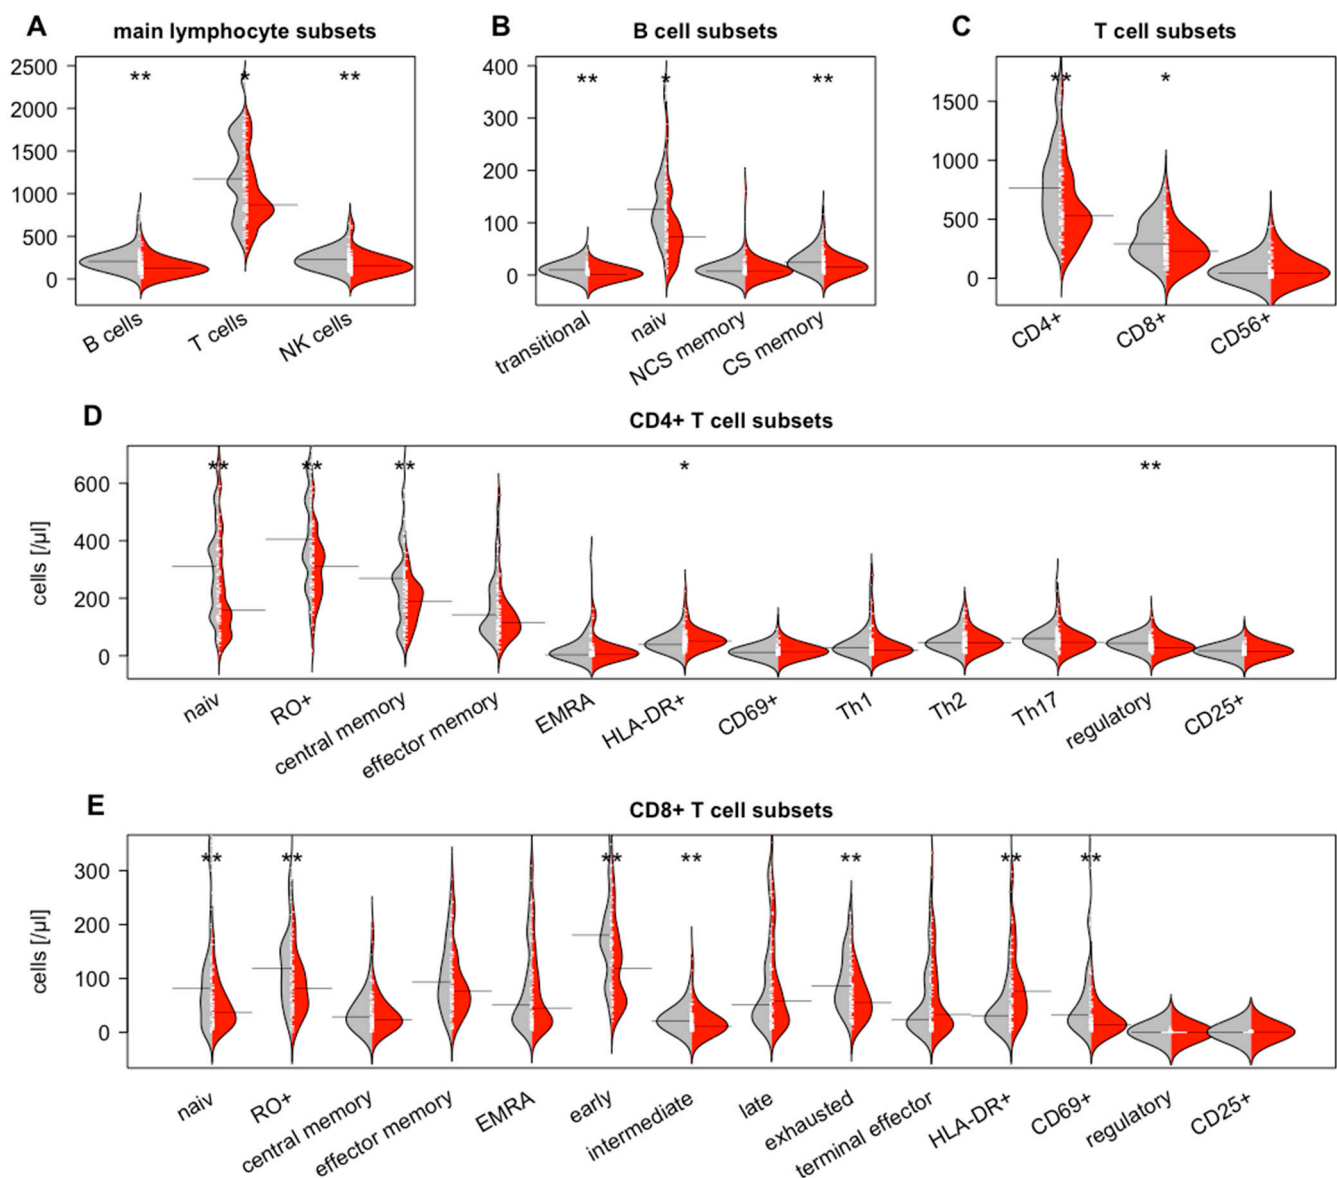 A main lymphocyte subsets
2500
2000
1500
1000
500
0
** * **
B cells T cells NK cells
B B cell subsets
400
300
200
100
0
** * **
transitional naiv NCS memory CS memory
C T cell subsets
1500
1000
500
0
** *
CD4+ CD8+ CD56+
D CD4+ T cell subsets
cells [/µl]
600
400
200
0
** ** ** * **
naiv RO+ central memory effector memory EMRA HLA-DR+ CD69+ Th1 Th2 Th17 regulatory CD25+
E CD8+ T cell subsets
cells [/µl]
300
200
100
0
** ** ** ** ** ** **
naiv RO+ central memory effector memory EMRA early intermediate late exhausted terminal effector HLA-DR+ CD69+ regulatory CD25+